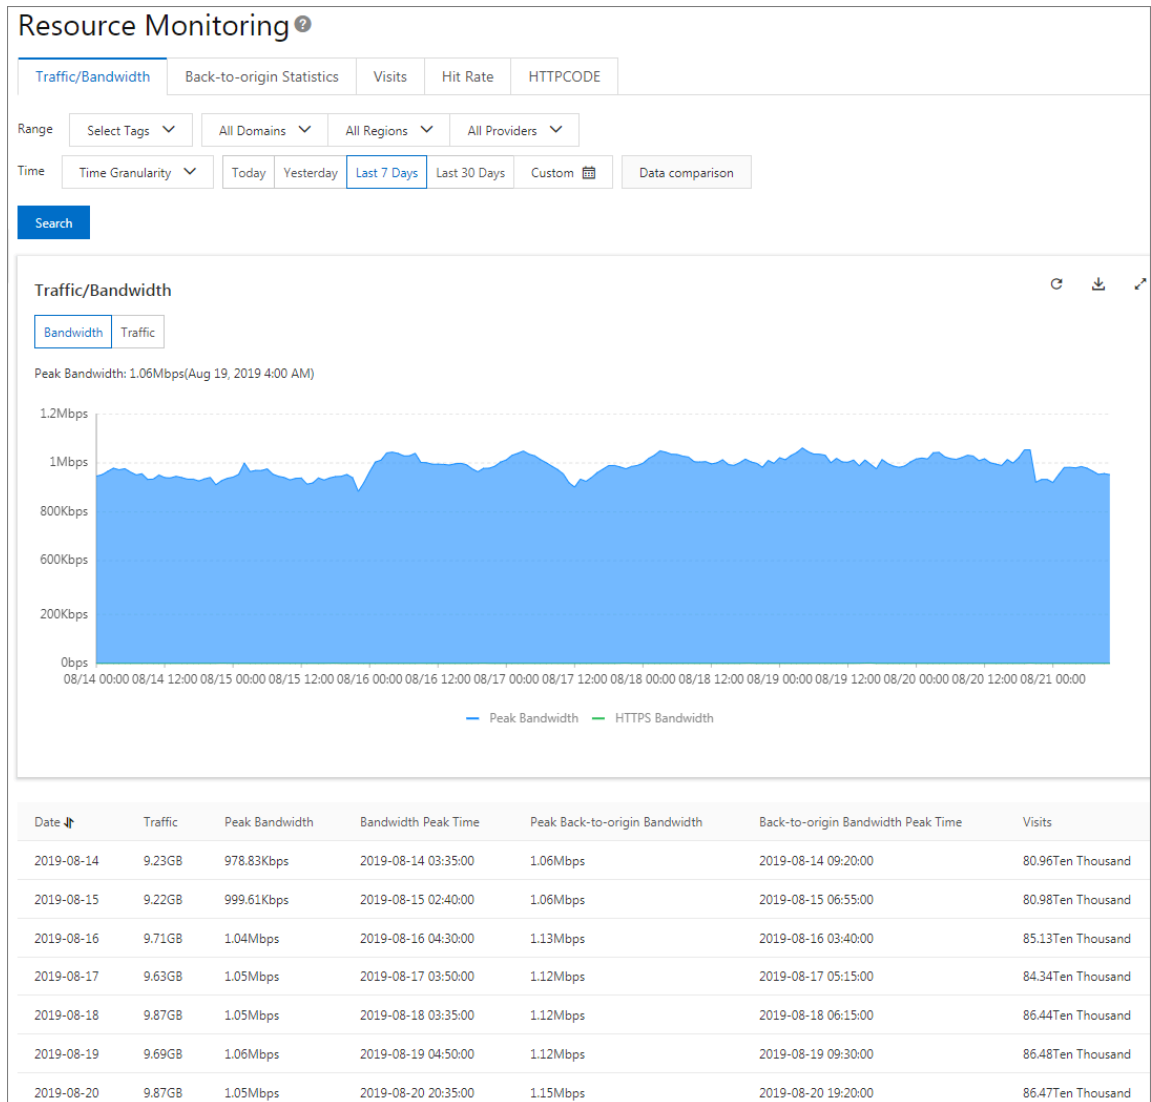 Resource Monitoring ?
Traffic/Bandwidth Back-to-origin Statistics Visits Hit Rate HTTPCODE
Range Select Tags All Domains All Regions All Providers
Time Time Granularity Today Yesterday Last 7 Days Last 30 Days Custom Data comparison
Search
Traffic/Bandwidth
Bandwidth Traffic
Peak Bandwidth: 1.06Mbps(Aug 19, 2019 4:00 AM)
1.2Mbps
1Mbps
800Kbps
600Kbps
200Kbps
0bps
08/14 00:00 08/14 12:00 08/15 00:00 08/15 12:00 08/16 00:00 08/16 12:00 08/17 00:00 08/17 12:00 08/18 00:00 08/18 12:00 08/19 00:00 08/19 12:00 08/20 00:00 08/20 12:00 08/21 00:00
Peak Bandwidth HTTPS Bandwidth
Date Traffic Peak Bandwidth Bandwidth Peak Time Peak Back-to-origin Bandwidth Back-to-origin Bandwidth Peak Time Visits
2019-08-14 9.23GB 978.83Kbps 2019-08-14 03:35:00 1.06Mbps 2019-08-14 09:20:00 80.96Ten Thousand
2019-08-15 9.22GB 999.61Kbps 2019-08-15 02:40:00 1.06Mbps 2019-08-15 06:55:00 80.98Ten Thousand
2019-08-16 9.71GB 1.04Mbps 2019-08-16 04:30:00 1.13Mbps 2019-08-16 03:40:00 85.13Ten Thousand
2019-08-17 9.63GB 1.05Mbps 2019-08-17 03:50:00 1.12Mbps 2019-08-17 05:15:00 84.34Ten Thousand
2019-08-18 9.87GB 1.05Mbps 2019-08-18 03:35:00 1.12Mbps 2019-08-18 06:15:00 86.44Ten Thousand
2019-08-19 9.69GB 1.06Mbps 2019-08-19 04:50:00 1.12Mbps 2019-08-19 09:30:00 86.48Ten Thousand
2019-08-20 9.87GB 1.05Mbps 2019-08-20 20:35:00 1.15Mbps 2019-08-20 19:20:00 86.47Ten Thousand